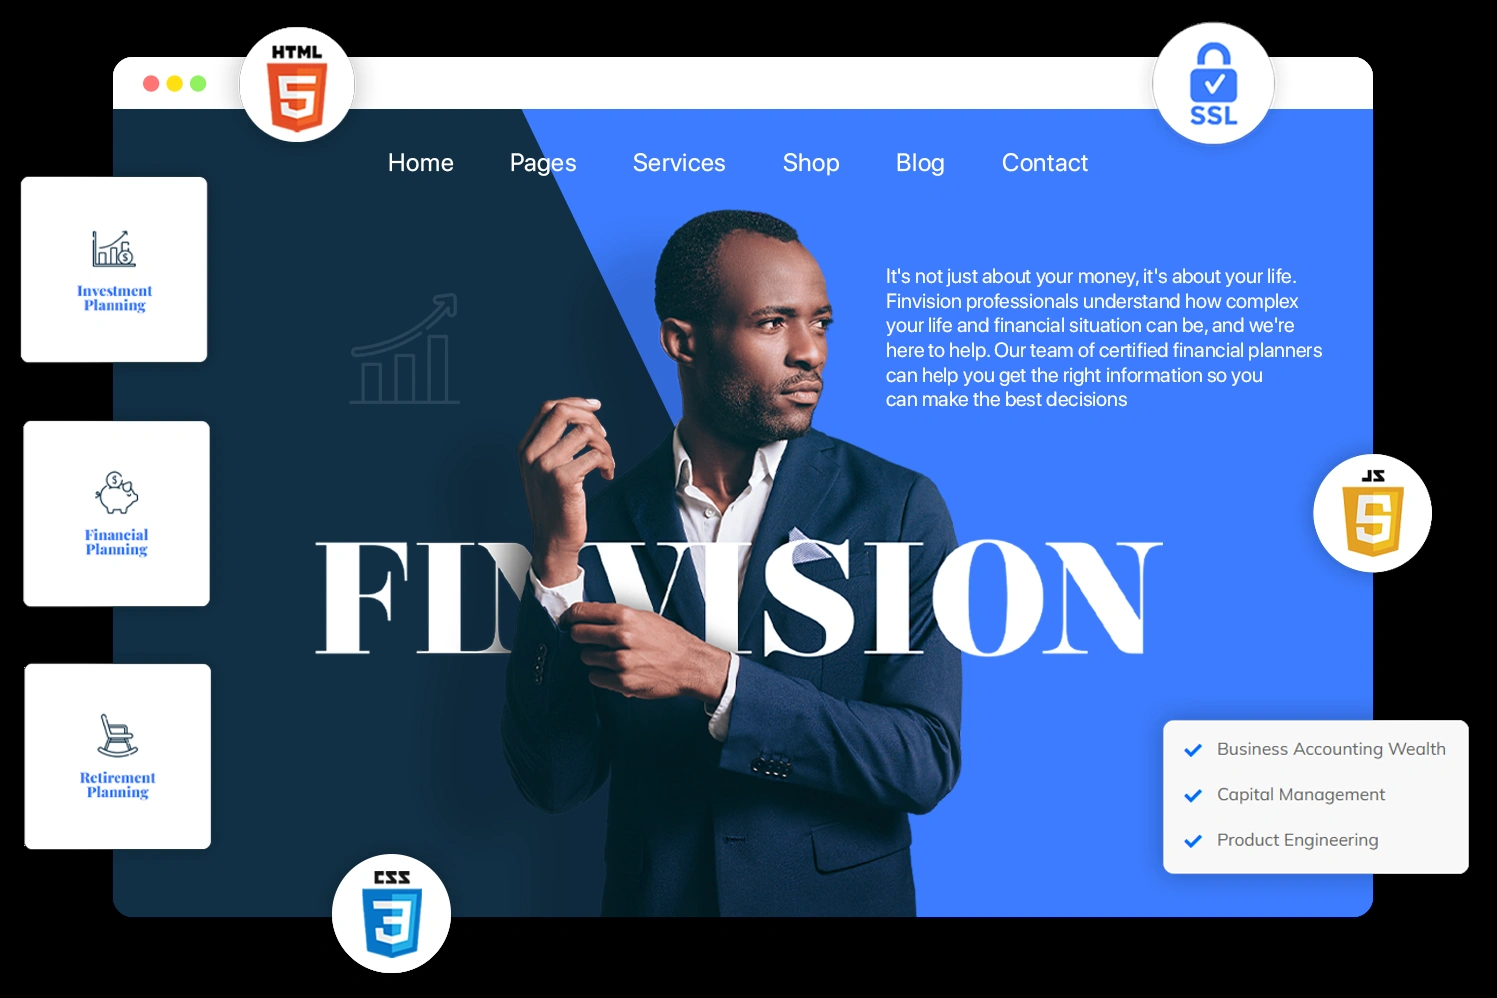 HTML
5
SSL
Home Pages Services Shop Blog Contact
Investment
Planning
It's not just about your money, it's about your life.
Finvision professionals understand how complex
your life and financial situation can be, and we're
here to help. Our team of certified financial planners
can help you get the right information so you
can make the best decisions
Financial
Planning
JS
5
FINVISION
Retirement
Planning
Business Accounting Wealth
Capital Management
Product Engineering
CSS
3